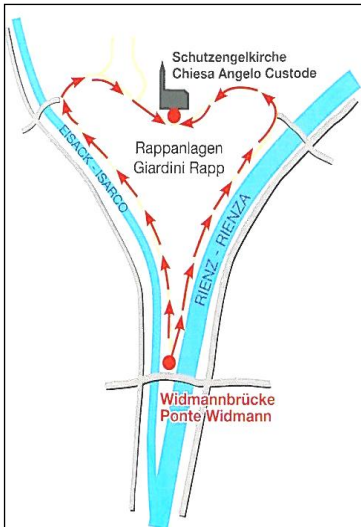 Schutzengelkirche
Chiesa Angelo Custode
Rappanlagen
Giardini Rapp
EISACK - ISARCO
RIENZ - RIENZA
Widmannbrücke
Ponte Widmann